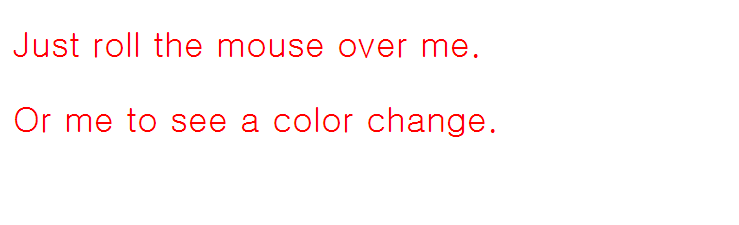 Just roll the mouse over me.
Or me to see a color change.